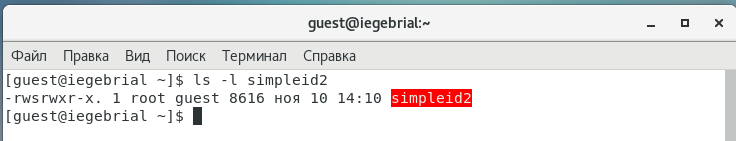 guest@iegebrial:~
Файл Правка Вид Поиск Терминал Справка
[guest@iegebrial ~]$ ls -l simpleid2
-rwsrwxr-x. 1 root guest 8616 ноя 10 14:10 simpleid2
[guest@iegebrial ~]$